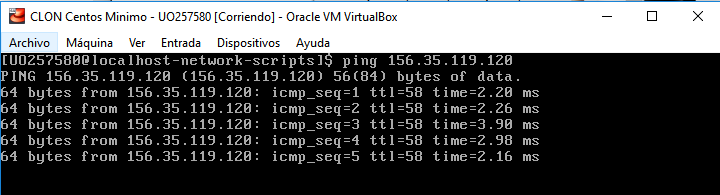 CLON Centos Minimo - UO257580 [Corriendo] - Oracle VM VirtualBox
Archivo Máquina Ver Entrada Dispositivos Ayuda
[UO257580@localhost-network-scripts]$ ping 156.35.119.120
PING 156.35.119.120 (156.35.119.120) 56(84) bytes of data.
64 bytes from 156.35.119.120: icmp_seq=1 ttl=58 time=2.20 ms
64 bytes from 156.35.119.120: icmp_seq=2 ttl=58 time=2.26 ms
64 bytes from 156.35.119.120: icmp_seq=3 ttl=58 time=3.90 ms
64 bytes from 156.35.119.120: icmp_seq=4 ttl=58 time=2.98 ms
64 bytes from 156.35.119.120: icmp_seq=5 ttl=58 time=2.16 ms